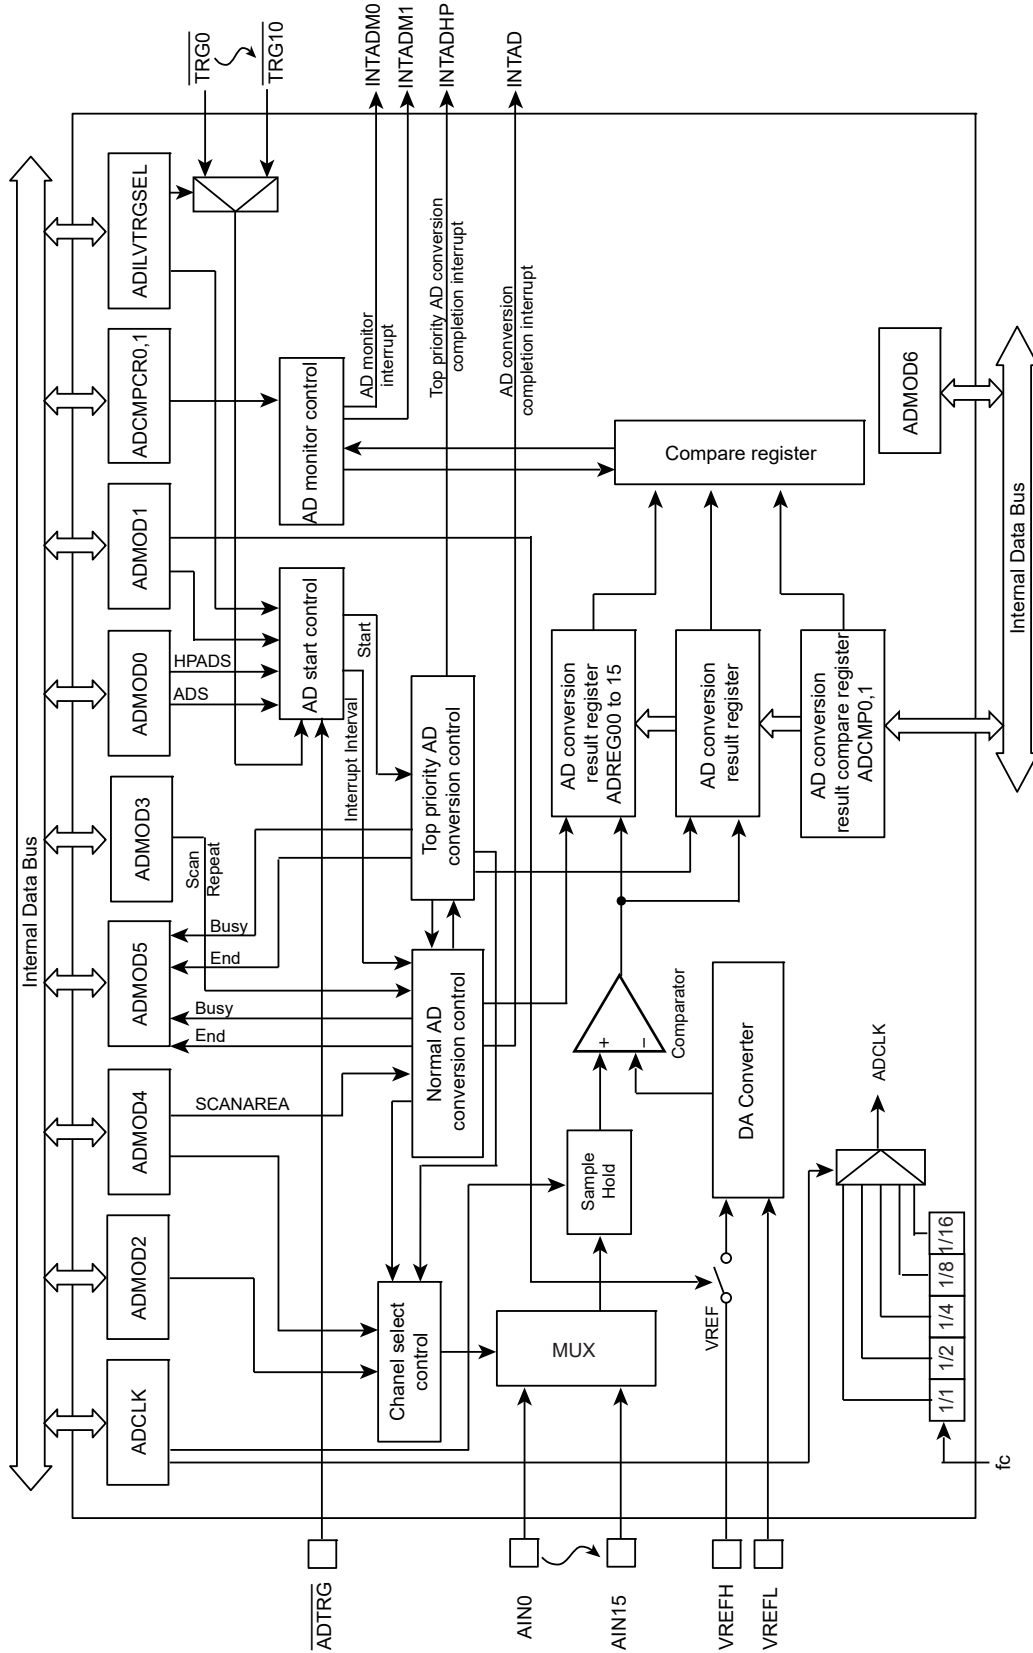 Internal Data Bus
ADCLK
ADMOD2
ADMOD4
ADMOD5
ADMOD3
ADMOD0
ADMOD1
ADCMPCR0,1
ADILVTRGSEL
TRG0
TRG10
SCANAREA
End
Busy
End
Busy
Scan
Repeat
ADS
HPADS
ADTRG
AD start control
AD monitor control
Interrupt Interval
Start
AD monitor
interrupt
INTADM0
INTADM1
Chanel select
control
Normal AD
conversion control
Top priority AD
conversion control
Top priority AD conversion
completion interrupt
INTADHP
AD conversion
completion interrupt
INTAD
AIN0
AIN15
MUX
Sample
Hold
+
−
Comparator
AD conversion
result register
ADREG00 to 15
AD conversion
result register
AD conversion
result compare register
ADCMP0,1
Compare register
VREFH
VREFL
VREF
DA Converter
ADCLK
fc
1/1
1/2
1/4
1/8
1/16
ADMOD6
Internal Data Bus